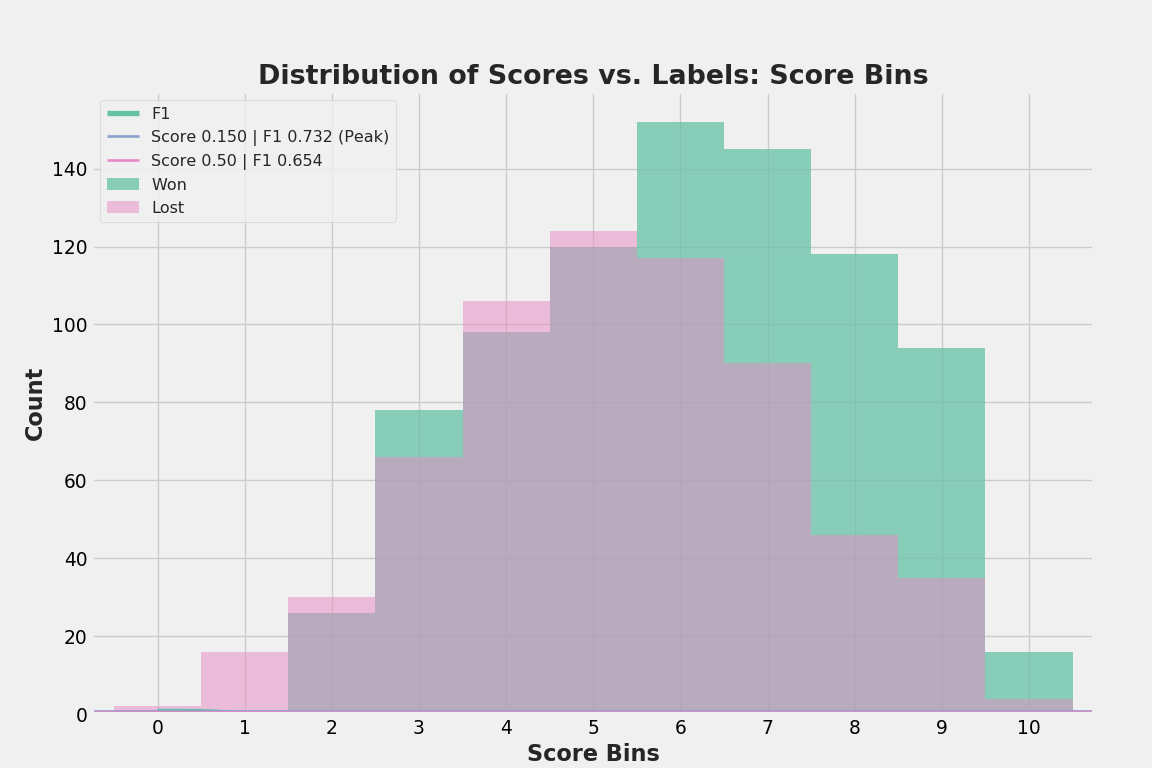 Distribution of Scores vs. Labels: Score Bins
F1
Score 0.150 | F1 0.732 (Peak)
Score 0.50 | F1 0.654
Won
Lost
140
120
100
80
60
40
20
0
Count
0 1 2 3 4 5 6 7 8 9 10
Score Bins